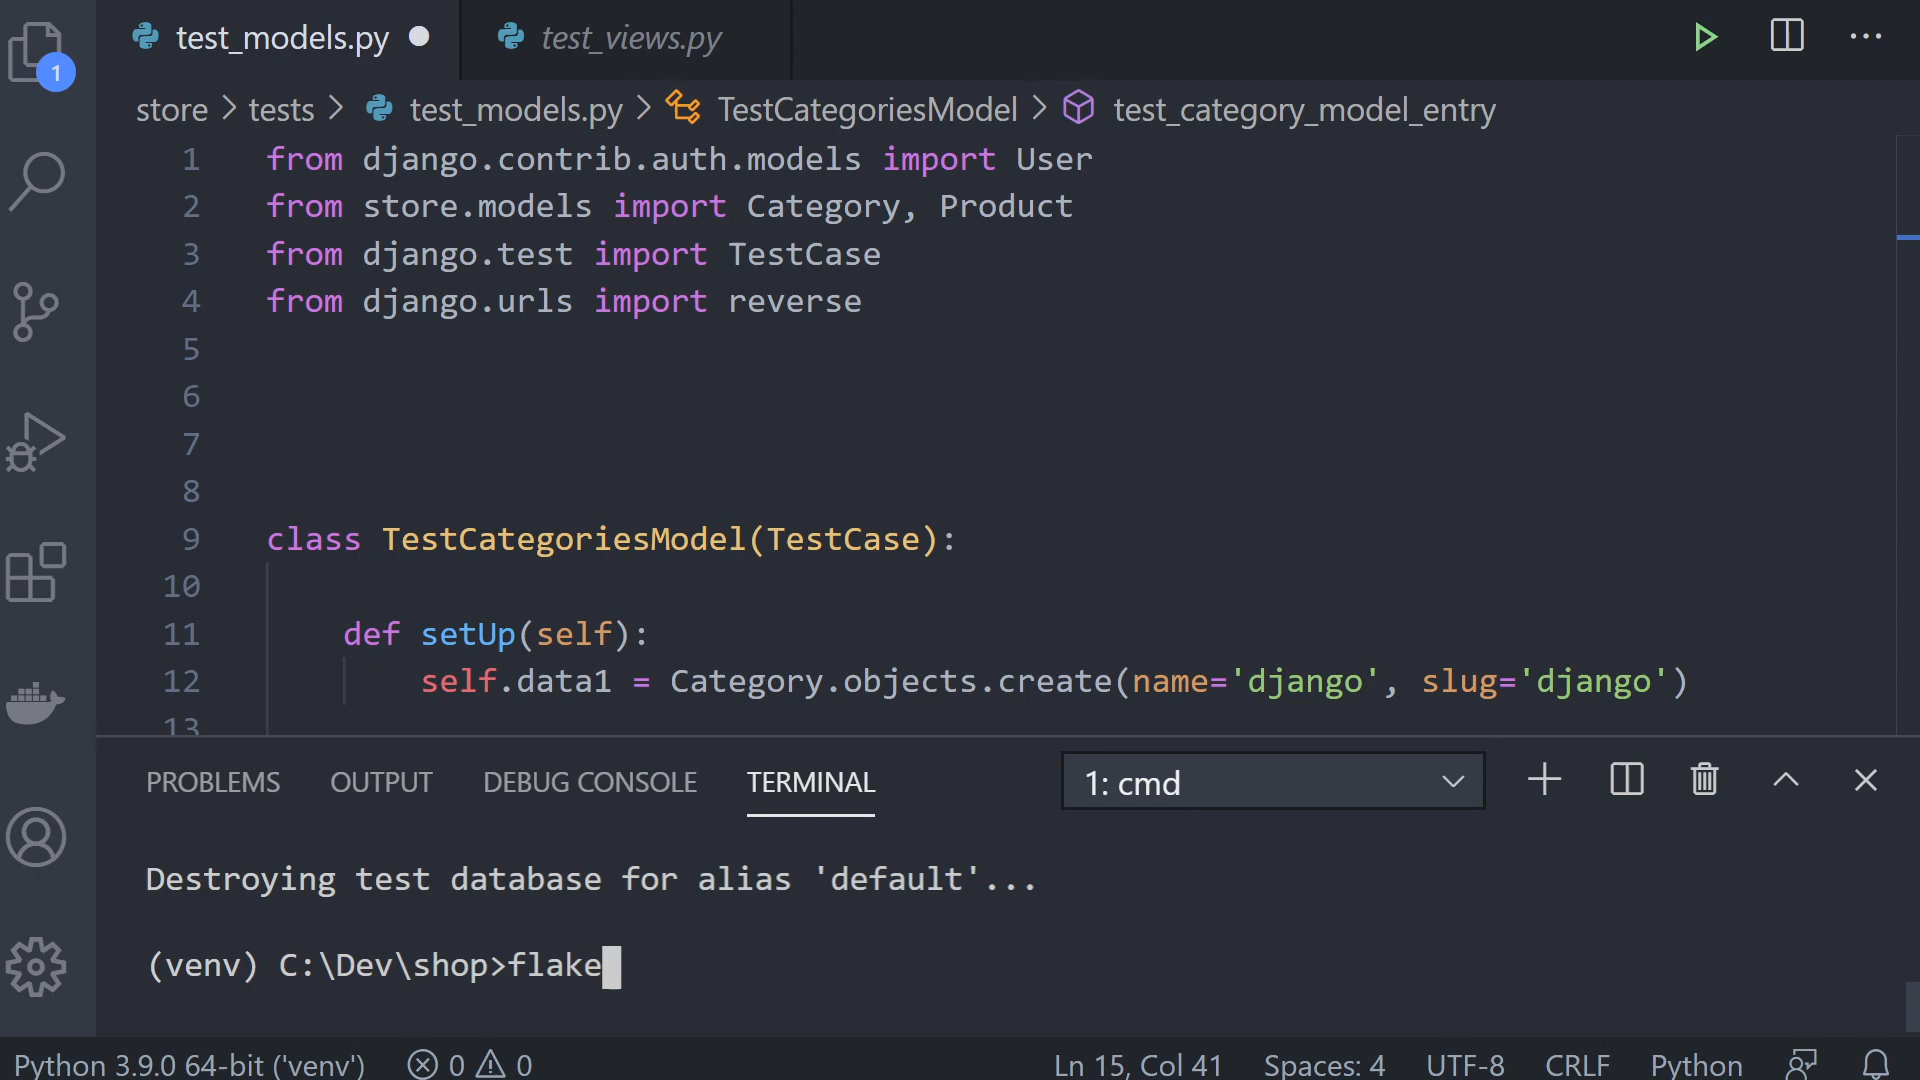 test_models.py
test_views.py
1
store > tests > test_models.py > TestCategoriesModel > test_category_model_entry
1 from django.contrib.auth.models import User
2 from store.models import Category, Product
3 from django.test import TestCase
4 from django.urls import reverse
5
6
7
8
9 class TestCategoriesModel(TestCase):
10
11 def setUp(self):
12 self.data1 = Category.objects.create(name='django', slug='django')
13
PROBLEMS OUTPUT DEBUG CONSOLE TERMINAL 1: cmd
Destroying test database for alias 'default'...
(venv) C:\Dev\shop>flake
Python 3.9.0 64-bit ('venv') 0 0 Ln 15, Col 41 Spaces: 4 UTF-8 CRLF Python